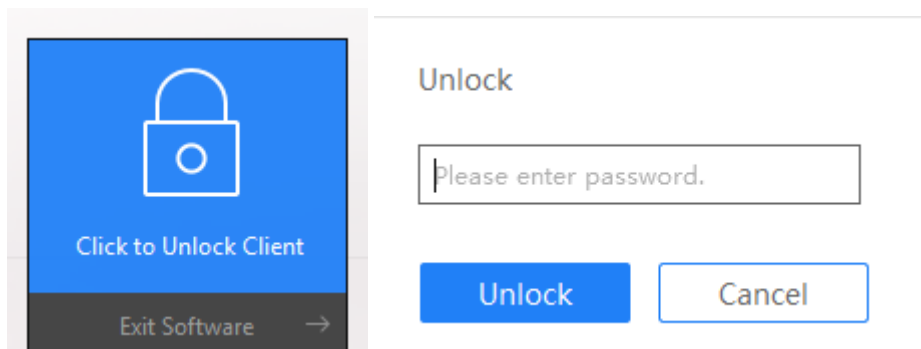 Click to Unlock Client
Exit Software
Unlock
Please enter password.
Unlock
Cancel